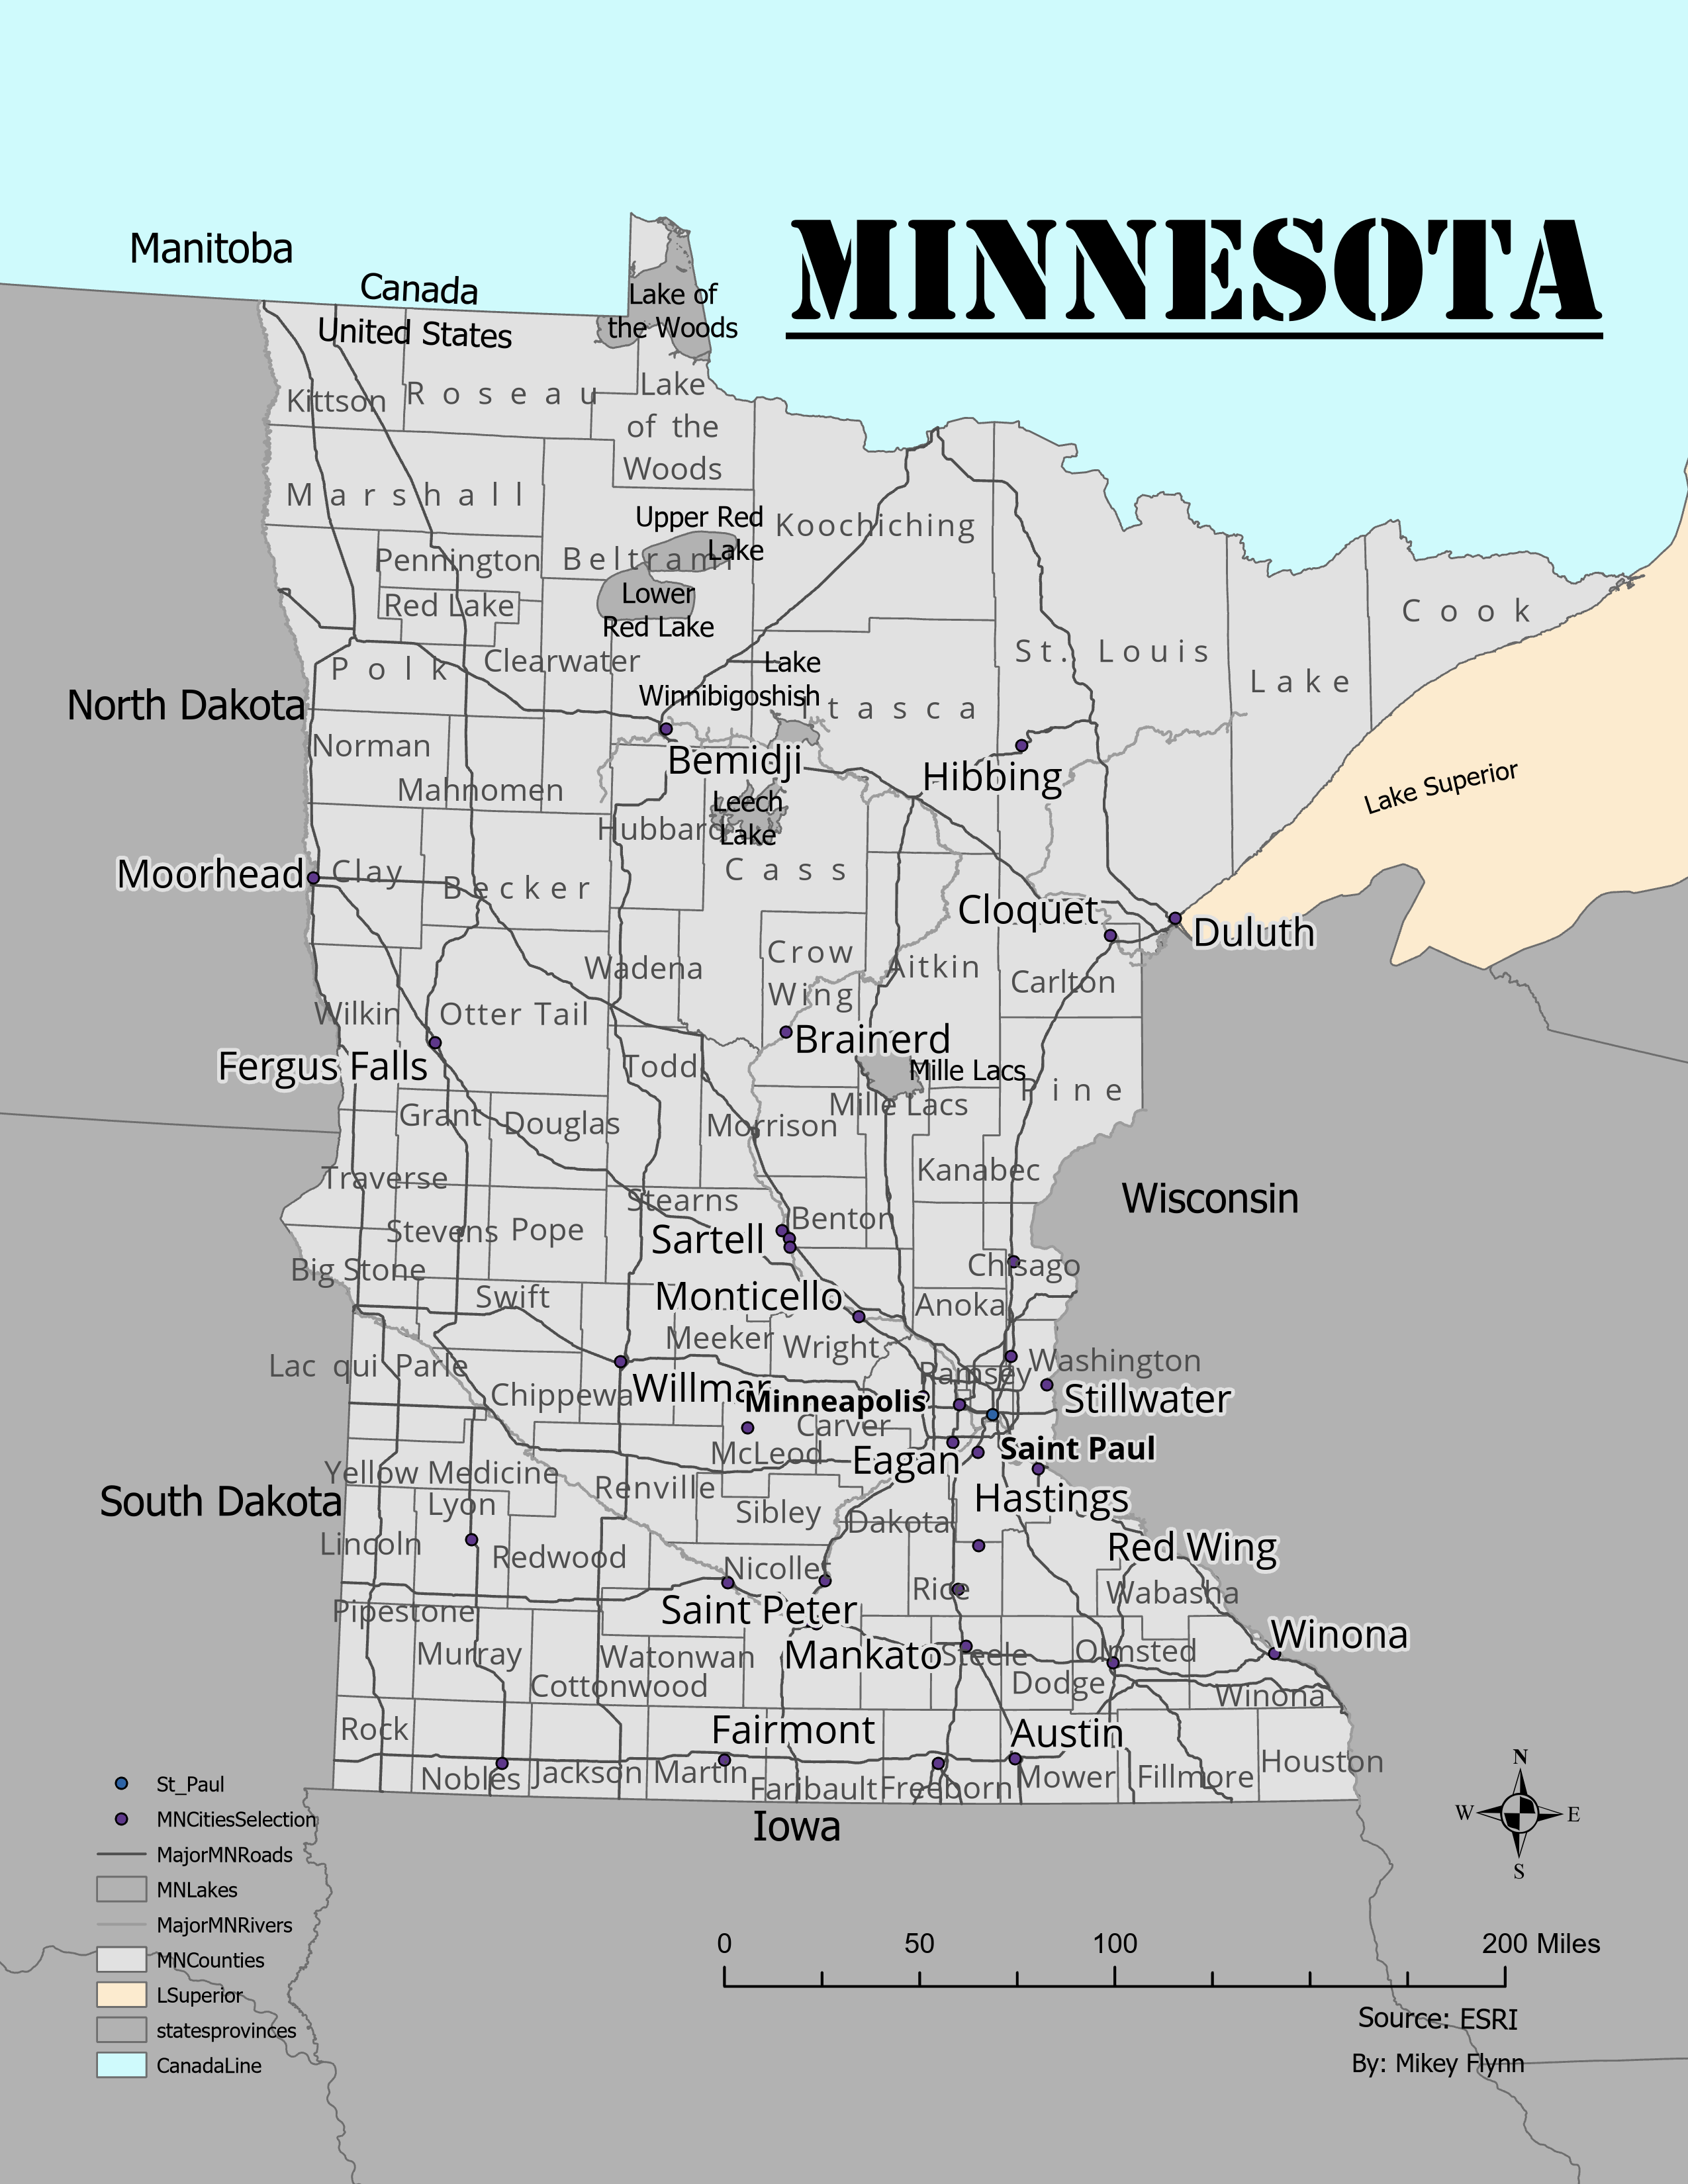 MINNESOTA
Manitoba
Canada
United States
Lake of
the Woods
Kittson
Roseau
Lake
of the
Woods
Marshall
Upper Red
Lake
Koochiching
Pennington
Beltrami
Red Lake
Lower
Red Lake
Cook
St. Louis
Polk
Clearwater
Lake
Winnibigoshish
Lake
North Dakota
Itasca
Norman
Bemidji
Hibbing
Mahnomen
Lake Superior
Leech
Lake
Hubbard
Moorhead
Clay
Becker
Cass
Cloquet
Duluth
Crow
Wing
Wadena
Aitkin
Carlton
Wilkin
Otter Tail
Brainerd
Fergus Falls
Todd
Mille Lacs
Pine
Grant
Douglas
Mille Lacs
Morrison
Traverse
Kanabec
Wisconsin
Stearns
Stevens
Pope
Sartell
Benton
Big Stone
Chisago
Swift
Monticello
Anoka
Meeker
Wright
Lac qui Parle
Ramsey
Washington
Chippewa
Willmar
Minneapolis
Stillwater
Carver
McLeod
Eagan
Saint Paul
Yellow Medicine
Renville
South Dakota
Lyon
Sibley
Hastings
Dakota
Lincoln
Redwood
Red Wing
Nicollet
Rice
Wabasha
Pipestone
Saint Peter
Winona
Murray
Watonwan
Mankato
Steele
Olmsted
Cottonwood
Dodge
Winona
Rock
Fairmont
Austin
Nobles
Jackson
Martin
Faribault
Freeborn
Mower
Fillmore
Houston
Iowa
St_Paul
MNCitiesSelection
MajorMNRoads
MNLakes
MajorMNRivers
MNCounties
LSuperior
statesprovinces
CanadaLine
N
W
E
S
0 50 100 200 Miles
Source: ESRI
By: Mikey Flynn